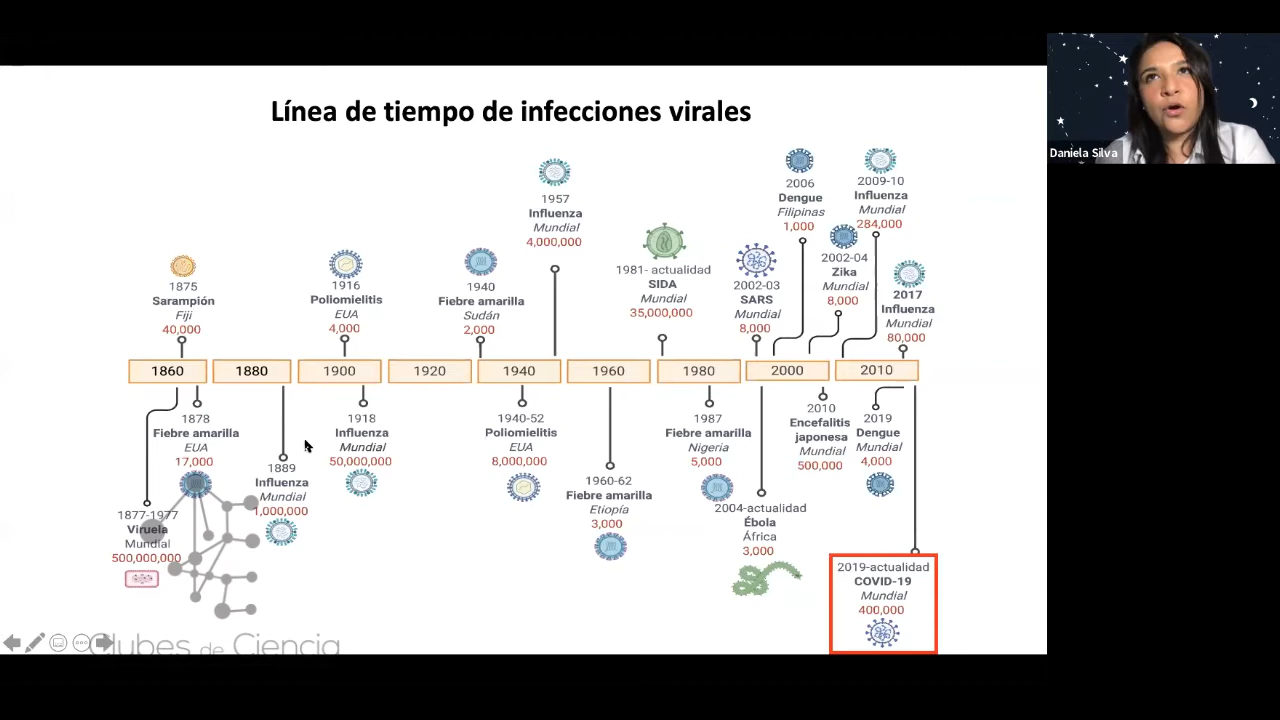 Línea de tiempo de infecciones virales
Daniela Silva
1957
Influenza
Mundial
4,000,000
2006
Dengue
Filipinas
1,000
2009-10
Influenza
Mundial
284,000
1875
Sarampión
Fiji
40,000
1916
Poliomielitis
EUA
4,000
1940
Fiebre amarilla
Sudán
2,000
1981- actualidad
SIDA
Mundial
35,000,000
2002-03
SARS
Mundial
8,000
2002-04
Zika
Mundial
8,000
2017
Influenza
Mundial
80,000
1860
1880
1900
1920
1940
1960
1980
2000
2010
1878
Fiebre amarilla
EUA
17,000
1889
Influenza
Mundial
1,000,000
1918
Influenza
Mundial
50,000,000
1940-52
Poliomielitis
EUA
8,000,000
1960-62
Fiebre amarilla
Etiopía
3,000
1987
Fiebre amarilla
Nigeria
5,000
2004-actualidad
Ébola
África
3,000
2010
Encefalitis
japonesa
Mundial
500,000
2019
Dengue
Mundial
4,000
1877-1977
Viruela
Mundial
500,000,000
2019-actualidad
COVID-19
Mundial
400,000
Clubes de Ciencia